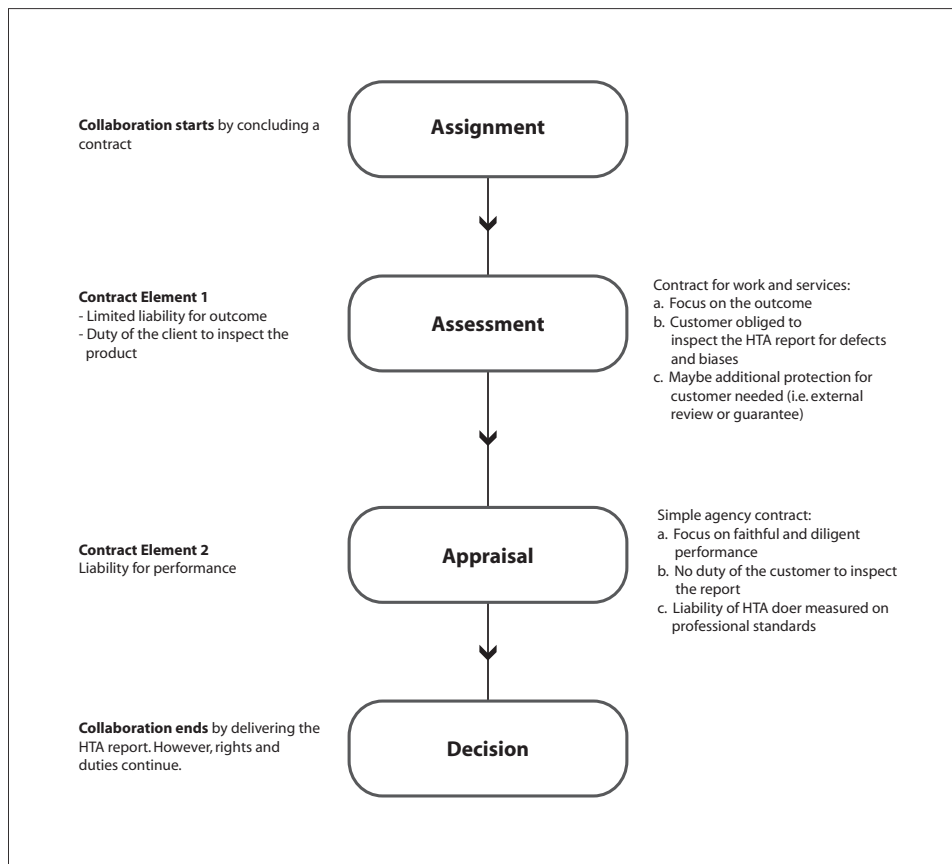 Assignment
Collaboration starts by concluding a
contract
Contract Element 1
- Limited liability for outcome
- Duty of the client to inspect the
product
Assessment
Contract for work and services:
a. Focus on the outcome
b. Customer obliged to
inspect the HTA report for defects
and biases
c. Maybe additional protection for
customer needed (i.e. external
review or guarantee)
Contract Element 2
Liability for performance
Appraisal
Simple agency contract:
a. Focus on faithful and diligent
performance
b. No duty of the customer to inspect
the report
c. Liability of HTA doer measured on
professional standards
Collaboration ends by delivering the
HTA report. However, rights and
duties continue.
Decision